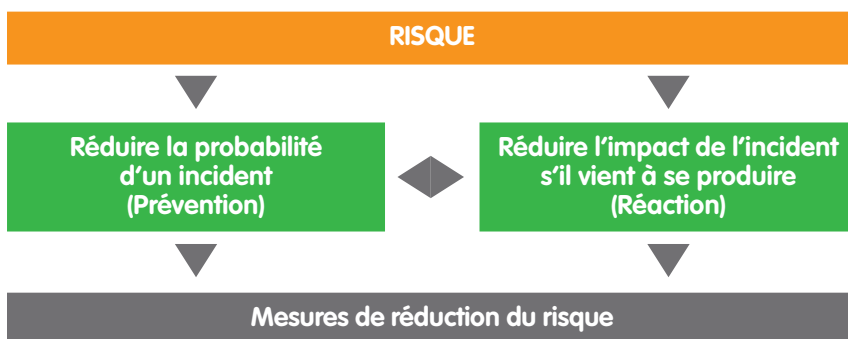 RISQUE
Réduire la probabilité
d'un incident
(Prévention)
Réduire l'impact de l'incident
s'il vient à se produire
(Réaction)
Mesures de réduction du risque